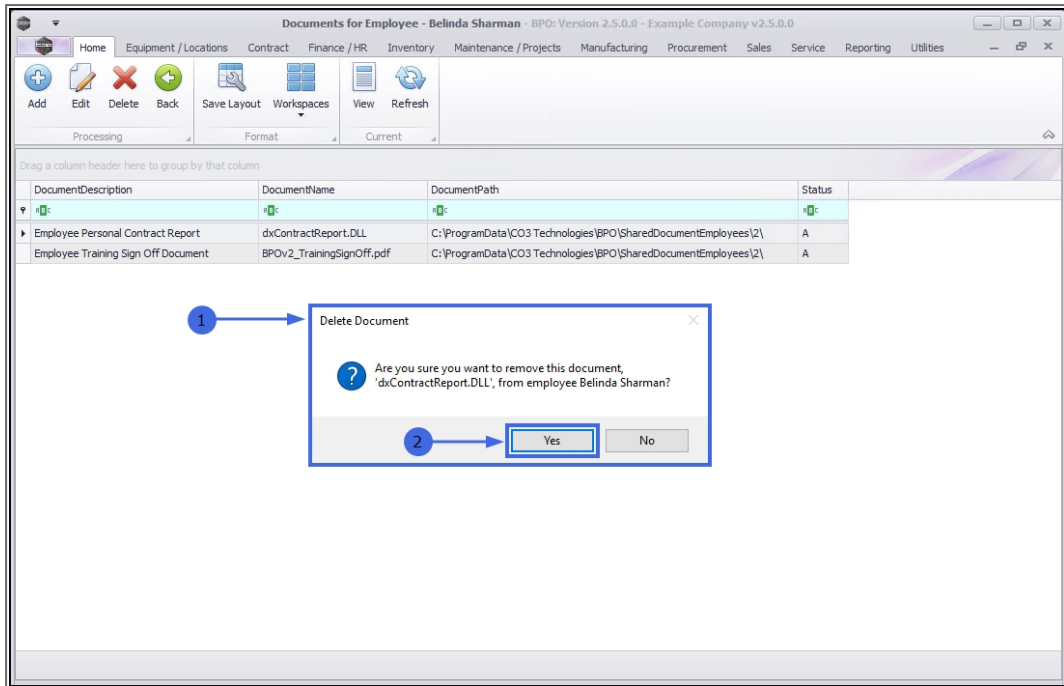 Documents for Employee - Belinda Sharman - BPO: Version 2.5.0.0 - Example Company v2.5.0.0
Home Equipment / Locations Contract Finance / HR Inventory Maintenance / Projects Manufacturing Procurement Sales Service Reporting Utilities
Add Edit Delete Back Save Layout Workspaces View Refresh
Processing Format Current
Drag a column header here to group by that column
DocumentDescription DocumentName DocumentPath Status
Employee Personal Contract Report dxContractReport.DLL C:\ProgramData\CO3 Technologies\BPO\SharedDocumentEmployees\2\ A
Employee Training Sign Off Document BPOv2_TrainingSignOff.pdf C:\ProgramData\CO3 Technologies\BPO\SharedDocumentEmployees\2\ A
1 Delete Document
Are you sure you want to remove this document,
'dxContractReport.DLL', from employee Belinda Sharman?
2 Yes No